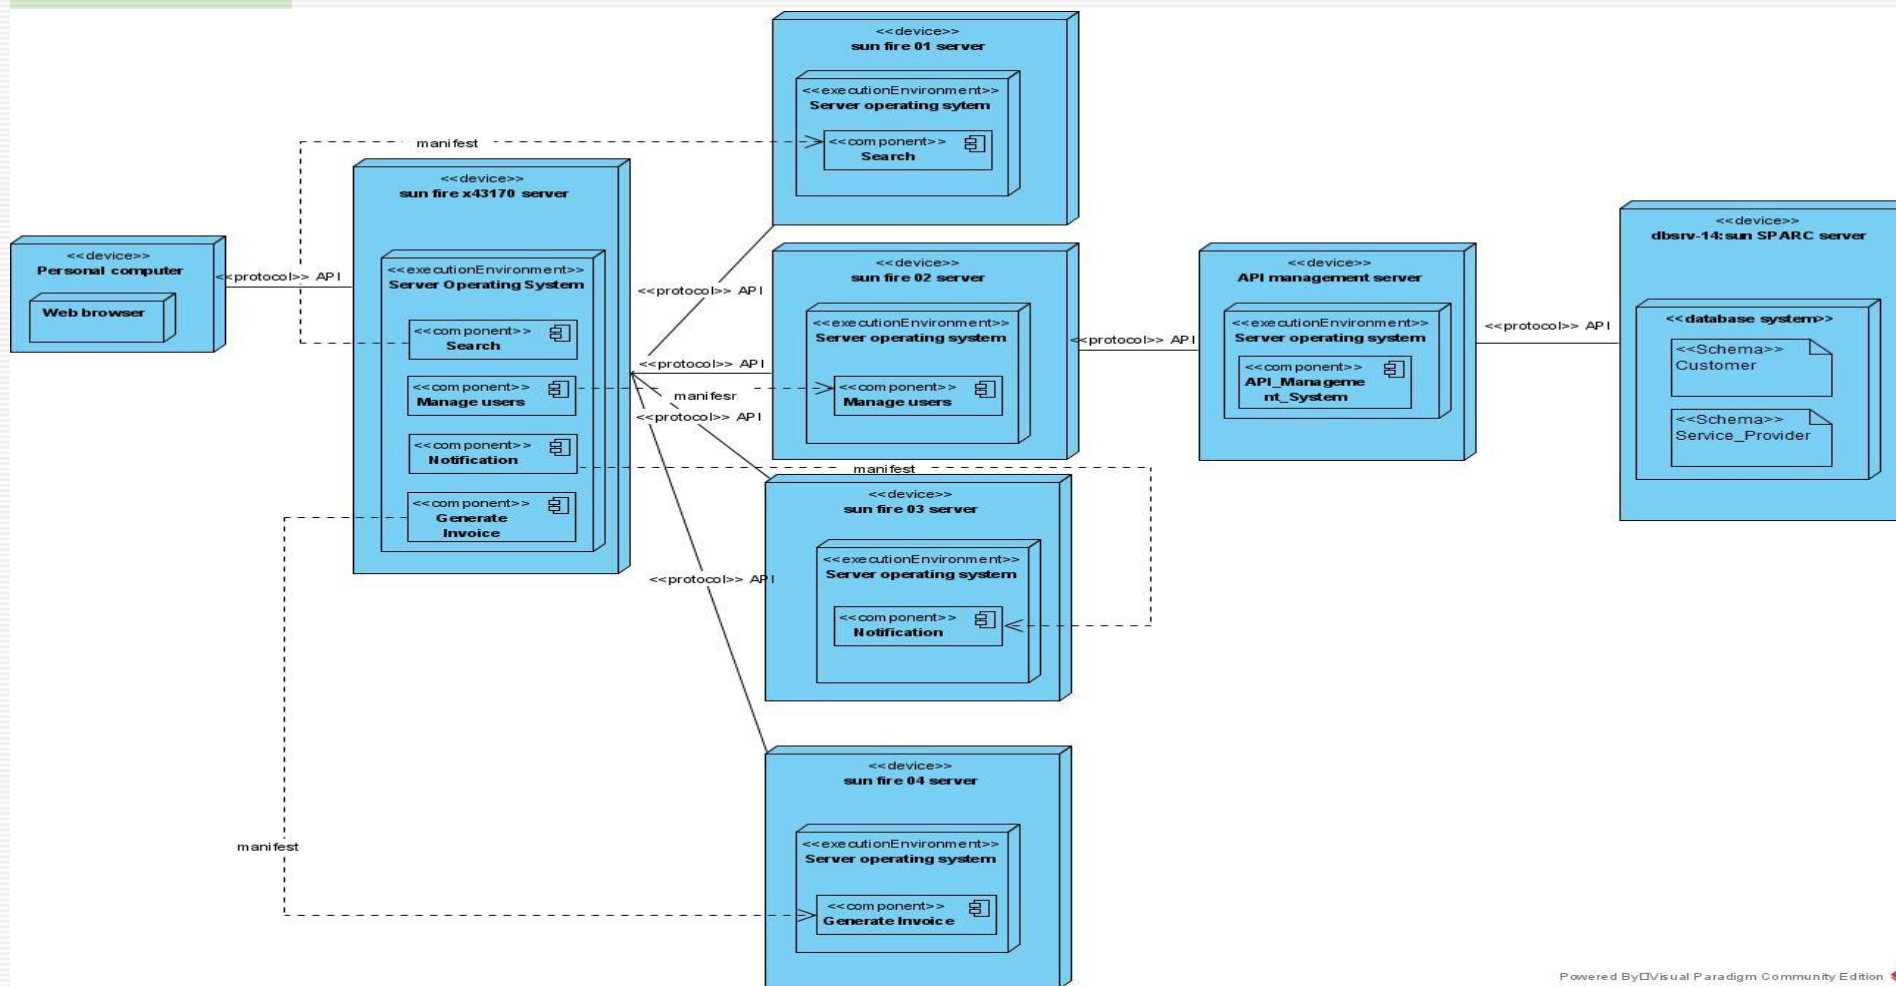 <<device>>
sun fire 01 server
<<executionEnvironment>>
Server operating sytem
<<component>>
Search
manifest
<<device>>
sun fire x43170 server
<<executionEnvironment>>
Server Operating System
<<component>>
Search
<<component>>
Manage users
<<component>>
Notification
<<component>>
Generate
Invoice
<<device>>
Personal computer
Web browser
<<protocol>> API
<<protocol>> API
<<protocol>> API
manifesr
<<protocol>> API
<<protocol>> API
<<device>>
sun fire 02 server
<<executionEnvironment>>
Server operating system
<<component>>
Manage users
manifest
<<device>>
sun fire 03 server
<<executionEnvironment>>
Server operating system
<<component>>
Notification
<<device>>
sun fire 04 server
<<executionEnvironment>>
Server operating system
<<component>>
Generate Invoice
manifest
<<protocol>> API
<<device>>
API management server
<<executionEnvironment>>
Server operating system
<<component>>
API_Manageme
nt_System
<<protocol>> API
<<device>>
dbsrv-14:sun SPARC server
<<database system>>
<<Schema>>
Customer
<<Schema>>
Service_Provider
Powered By□Visual Paradigm Community Edition